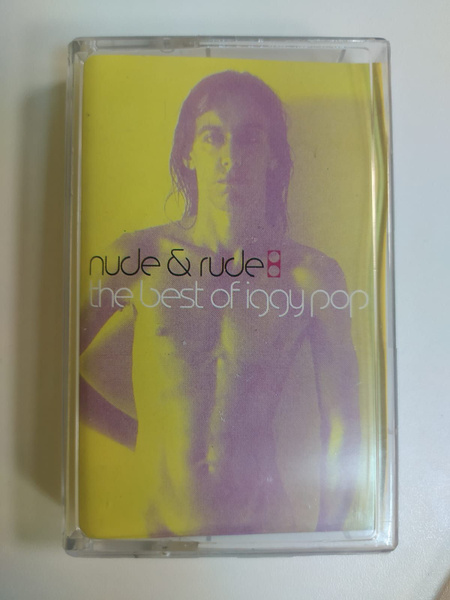 nude & rude:
the best of iggy pop